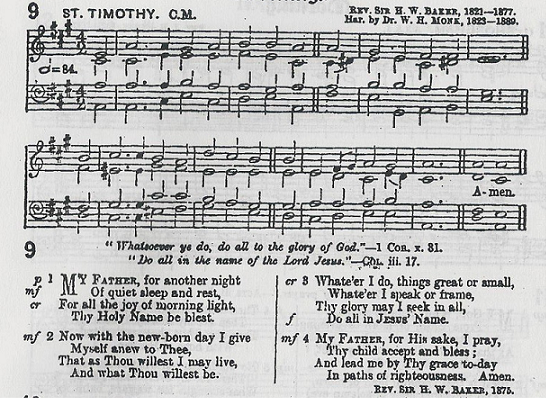 9 ST. TIMOTHY. C.M.
REV. SIR H. W. BAKER, 1821—1877.
Har. by Dr. W. H. MONK, 1823—1889.
=84.
A-men.
9
"Whatsoever ye do, do all to the glory of God."—1 COR. x. 31.
"Do all in the name of the Lord Jesus."—COL. iii. 17.
p 1 MY FATHER, for another night
mf Of quiet sleep and rest,
cr For all the joy of morning light,
Thy Holy Name be blest.
mf 2 Now with the new-born day I give
Myself anew to Thee,
That as Thou willest I may live,
And what Thou willest be.
cr 3 Whate'er I do, things great or small,
Whate'er I speak or frame,
Thy glory may I seek in all,
f Do all in JESUS' Name.
mf 4 My FATHER, for His sake, I pray,
Thy child accept and bless;
And lead me by Thy grace to-day
In paths of righteousness. Amen.
REV. SIR H. W. BAKER, 1875.